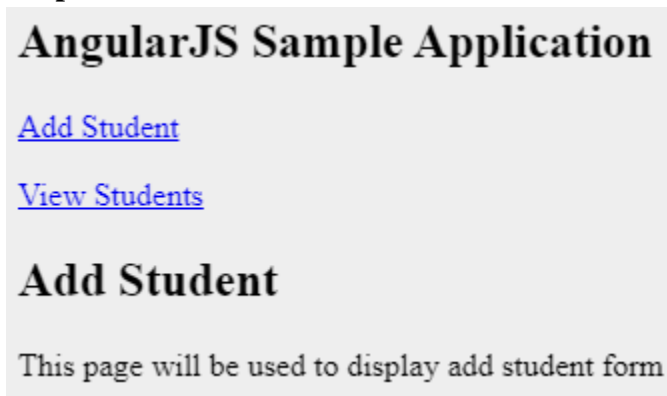 AngularJS Sample Application
Add Student
View Students
Add Student
This page will be used to display add student form